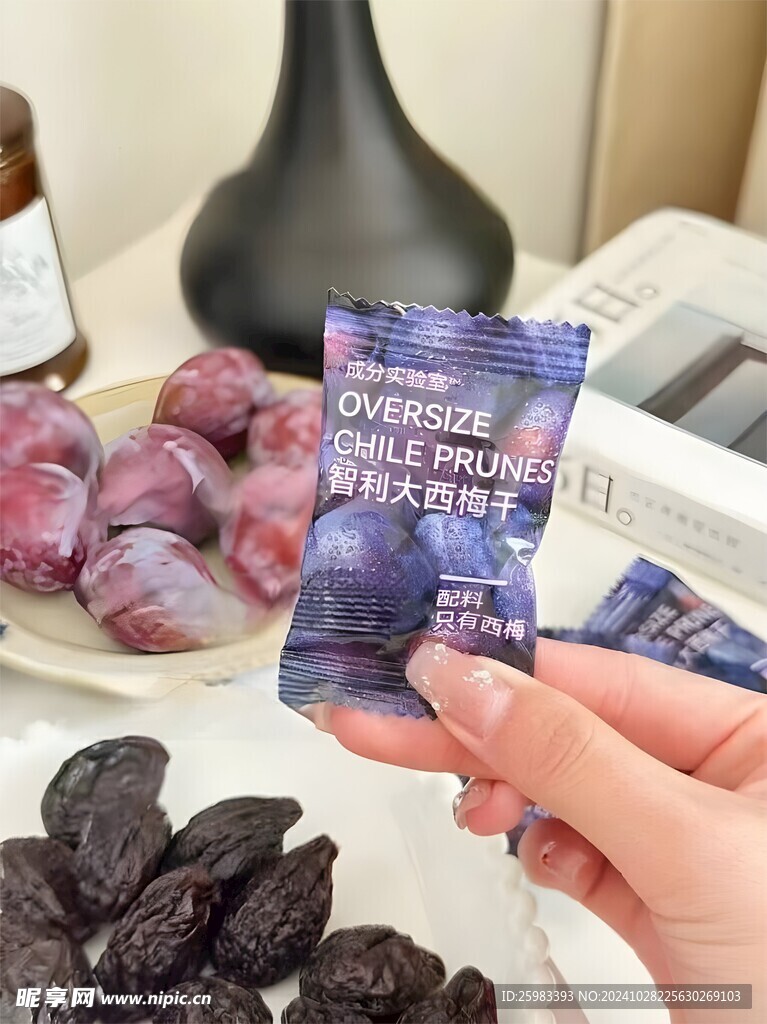 成分实验室™
OVERSIZE
CHILE PRUNES
智利大西梅干
配料
只有西梅
PRUNES
昵享网 www.nipic.cn
ID:25983393 NO:20241028225630269103